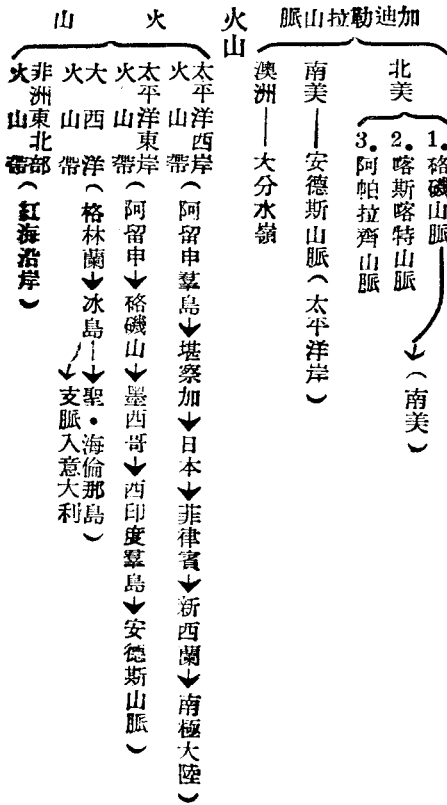 加迪勒拉山脈
北美
1.硌磯山脈↓(南美)
2.喀斯喀特山脈
3.阿帕拉齊山脈
南美——安德斯山脈(太平洋岸)
澳洲——大分水嶺
火山
火山
太平洋西岸
火山帶(阿留申羣島↓堪察加↓日本↓菲律賓↓新西蘭↓南極大陸)
太平洋東岸
火山帶(阿留申↓硌磯山↓墨西哥↓西印度羣島↓安德斯山脈)
大西洋
火山帶(格林蘭↓冰島↓聖・海倫那島)
↓支脈入意大利
非洲東北部
火山帶(紅海沿岸)